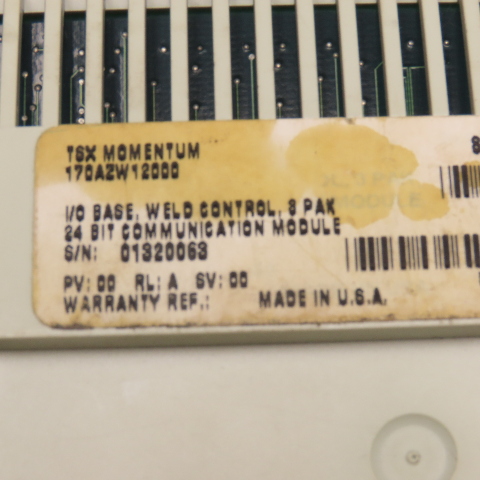 TSX MOMENTUM
170AZW12000
I/O BASE, WELD CONTROL, 8 PAK
24 BIT COMMUNICATION MODULE
S/N: 01320063
PV: 00 RL: A SV: 00
WARRANTY REF.: MADE IN U.S.A.
MODULE